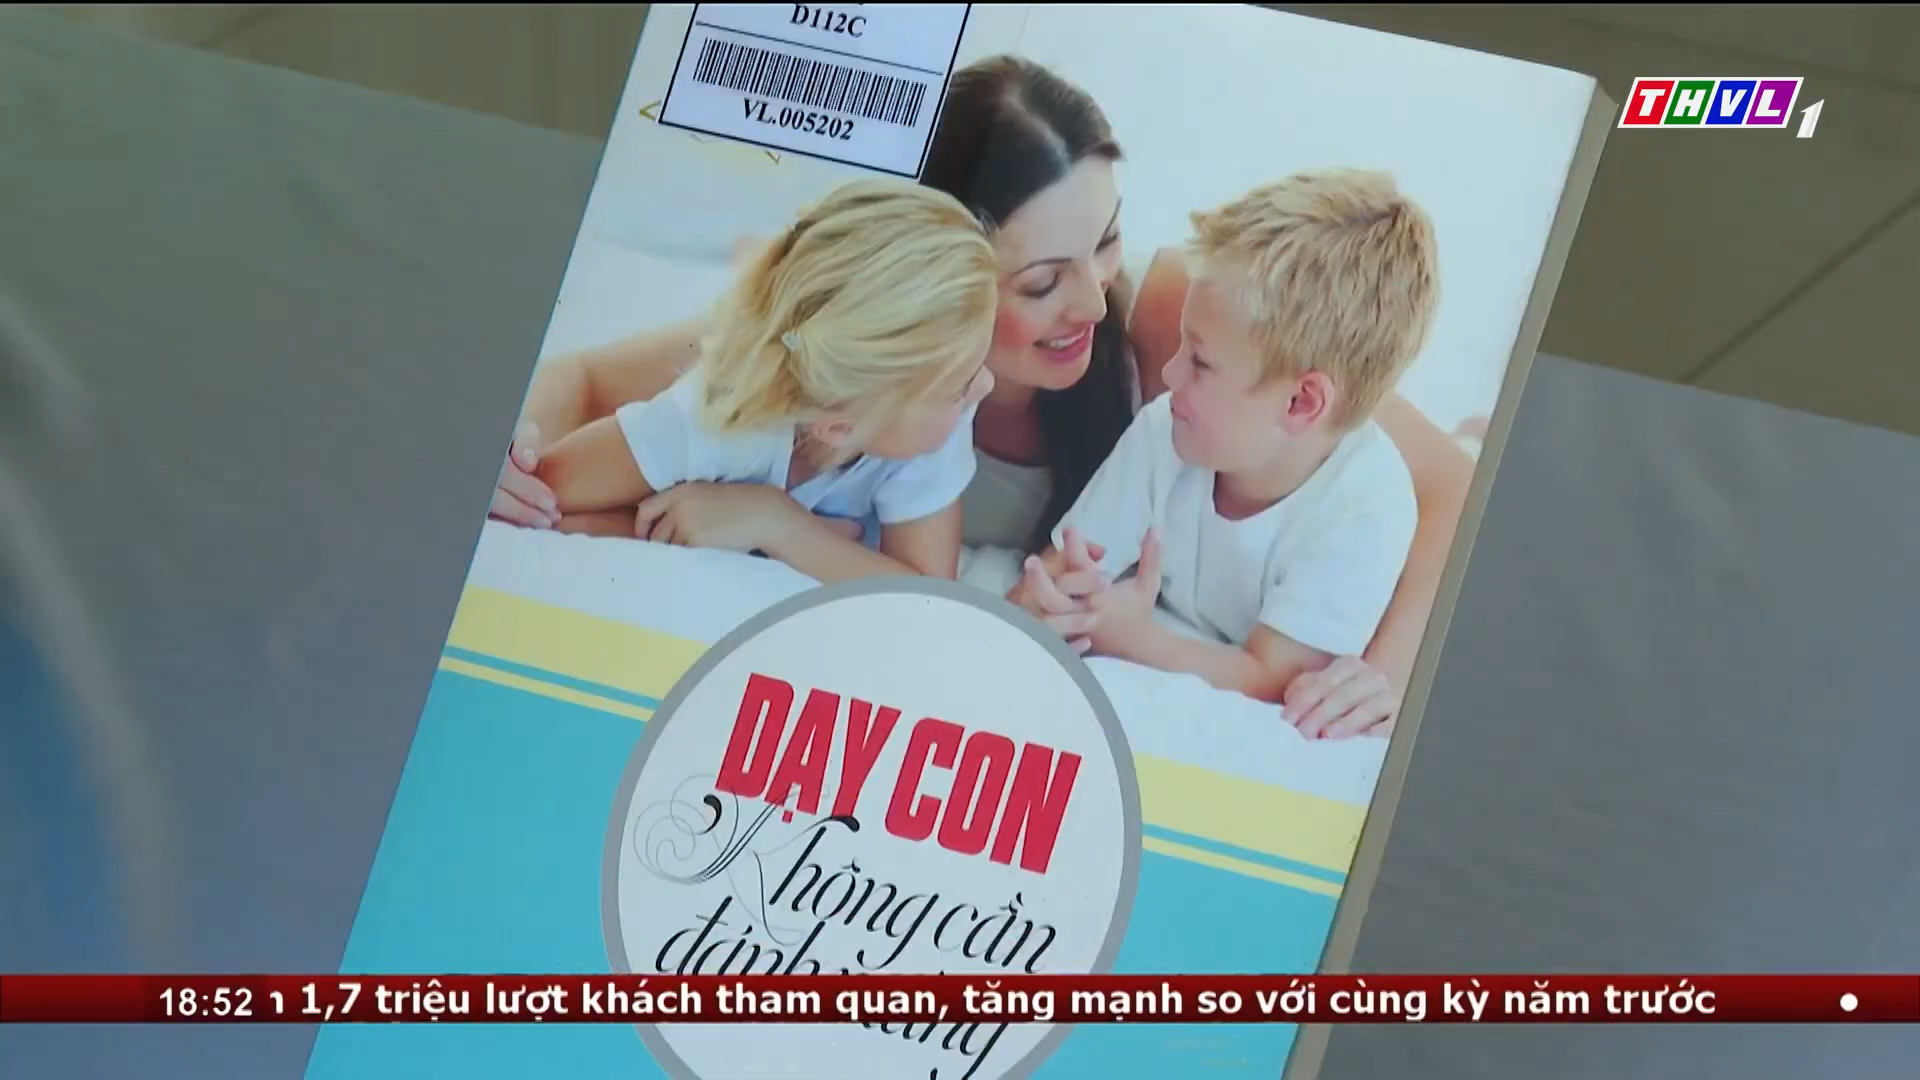 D112C
VL.005202
THVL1
DẠY CON
Không cần
18:52 1,7 triệu lượt khách tham quan, tăng mạnh so với cùng kỳ năm trước